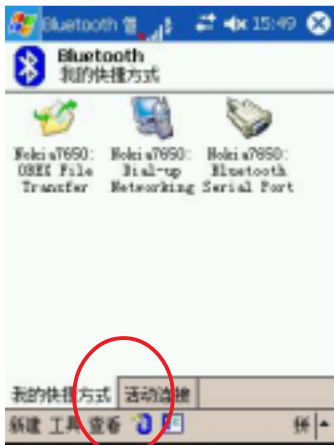 Bluetooth 管 15:49
Bluetooth
我的快捷方式
Nokia7650: OBEX File Transfer
Nokia7650: Dial-up Networking
Nokia7650: Bluetooth Serial Port
我的快捷方式 活动连接
新建 工具 查看 拼